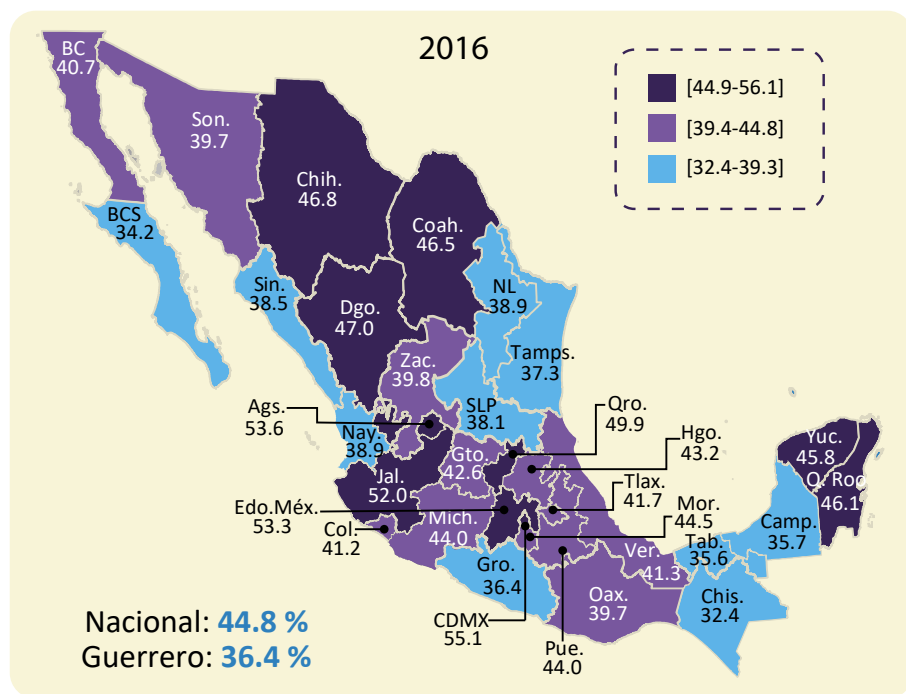 2016
[44.9-56.1]
[39.4-44.8]
[32.4-39.3]
BC
40.7
Son.
39.7
Chih.
46.8
Coah.
46.5
BCS
34.2
Sin.
38.5
Dgo.
47.0
NL
38.9
Tamps.
37.3
Zac.
39.8
SLP
38.1
Ags.
53.6
Nay.
38.9
Qro.
49.9
Hgo.
43.2
Gto.
42.6
Jal.
52.0
Tlax.
41.7
Yuc.
45.8
Q. Roo
46.1
Edo.Méx.
53.3
Mor.
44.5
Col.
41.2
Mich.
44.0
Camp.
35.7
Tab.
35.6
Ver.
41.3
Gro.
36.4
Oax.
39.7
Chis.
32.4
CDMX
55.1
Pue.
44.0
Nacional: 44.8 %
Guerrero: 36.4 %